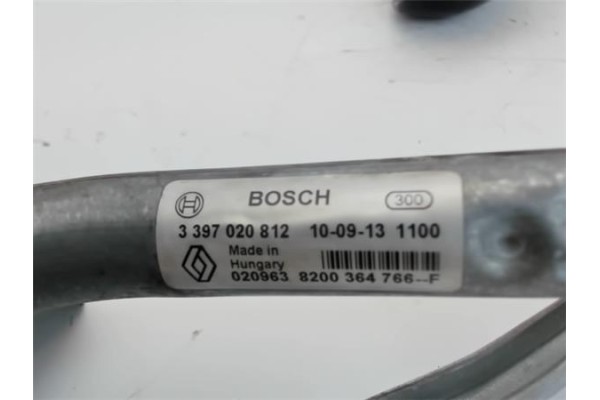 BOSCH 300
3 397 020 812 10-09-13 1100
Made in
Hungary
020963 8200 364 766--F